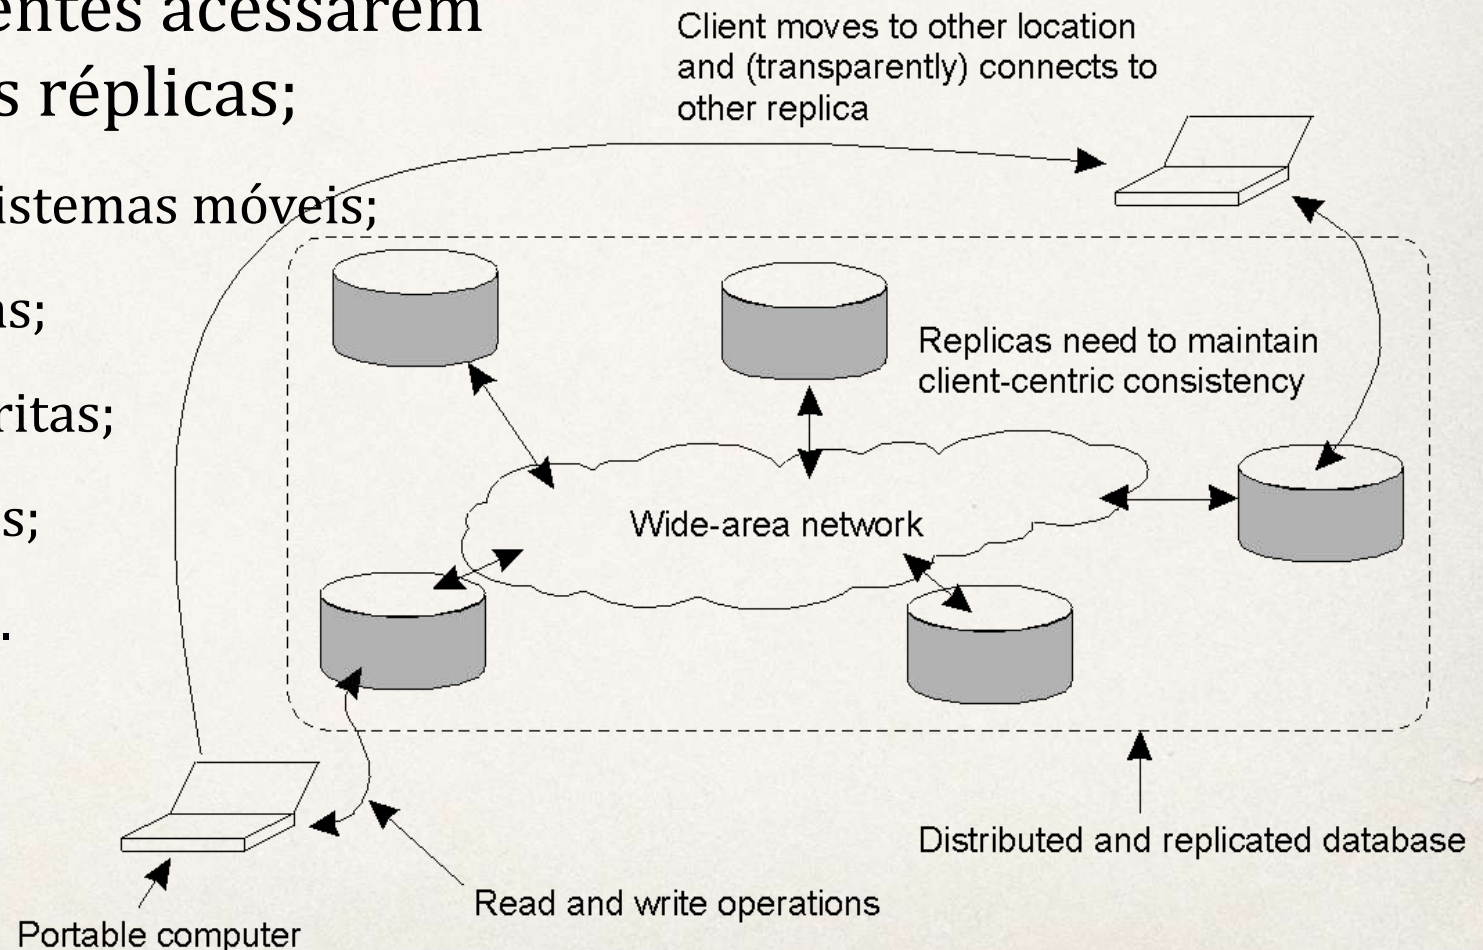 entes acessarem
s réplicas;
istemas móveis;
as;
ritas;
s;
.
Client moves to other location
and (transparently) connects to
other replica
Replicas need to maintain
client-centric consistency
Wide-area network
Distributed and replicated database
Read and write operations
Portable computer